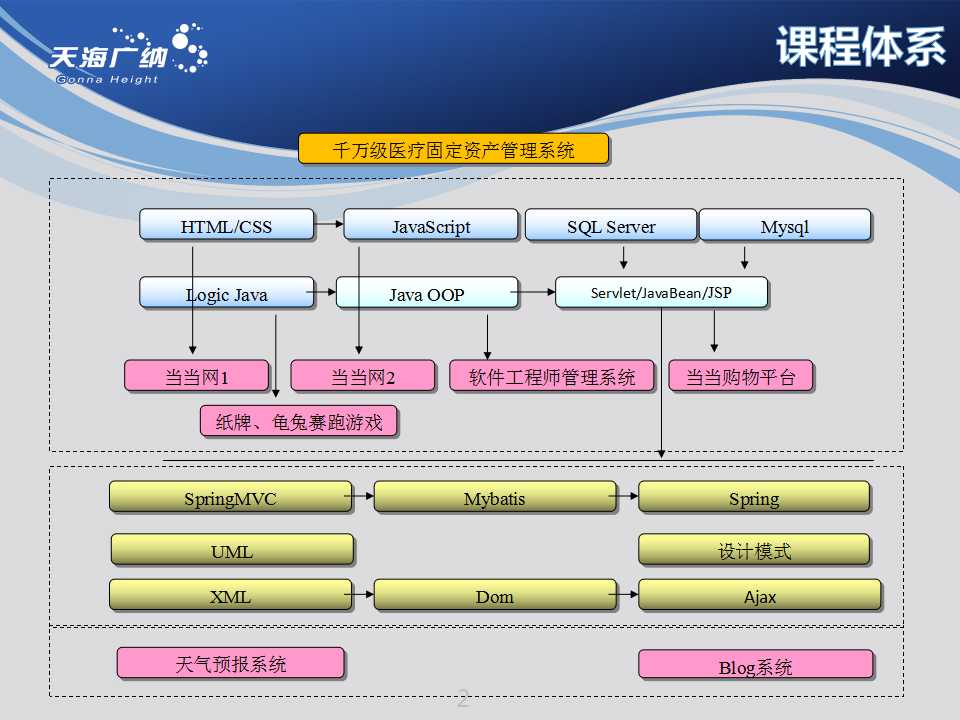 天海广纳
Gonna Height
课程体系
千万级医疗固定资产管理系统
HTML/CSS
JavaScript
SQL Server
Mysql
Logic Java
Java OOP
Servlet/JavaBean/JSP
当当网1
当当网2
软件工程师管理系统
当当购物平台
纸牌、龟兔赛跑游戏
SpringMVC
Mybatis
Spring
UML
设计模式
XML
Dom
Ajax
天气预报系统
Blog系统
2